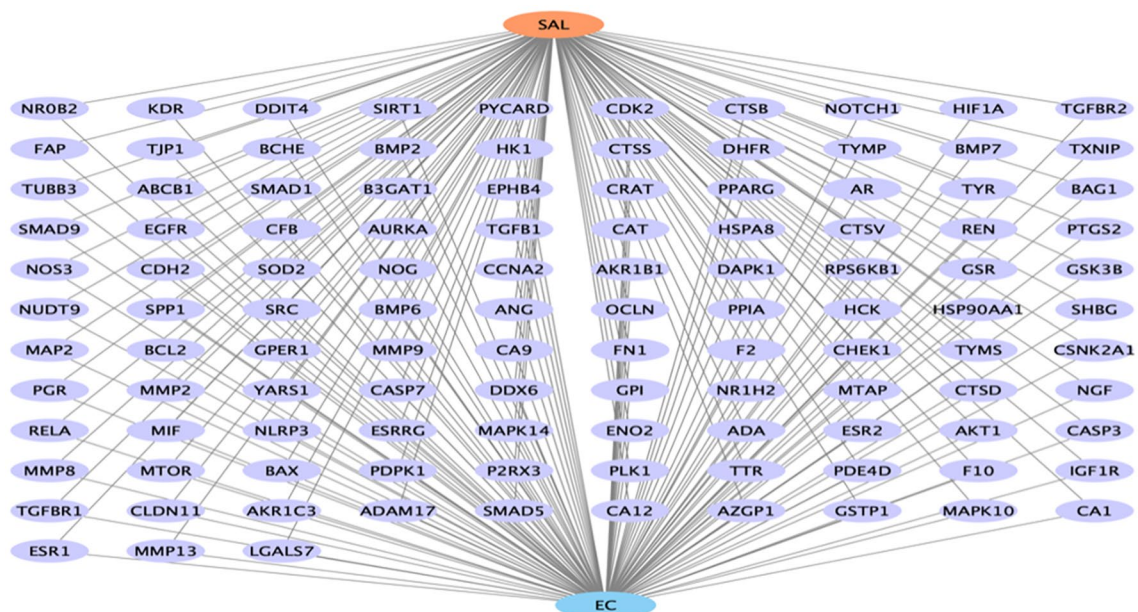 SAL
NR0B2 KDR DDIT4 SIRT1 PYCARD CDK2 CTSB NOTCH1 HIF1A TGFBR2
FAP TJP1 BCHE BMP2 HK1 CTSS DHFR TYMP BMP7 TXNIP
TUBB3 ABCB1 SMAD1 B3GAT1 EPHB4 CRAT PPARG AR TYR BAG1
SMAD9 EGFR CFB AURKA TGFB1 CAT HSPA8 CTSV REN PTGS2
NOS3 CDH2 SOD2 NOG CCNA2 AKR1B1 DAPK1 RPS6KB1 GSR GSK3B
NUDT9 SPP1 SRC BMP6 ANG OCLN PPIA HCK HSP90AA1 SHBG
MAP2 BCL2 GPER1 MMP9 CA9 FN1 F2 CHEK1 TYMS CSNK2A1
PGR MMP2 YARS1 CASP7 DDX6 GPI NR1H2 MTAP CTSD NGF
RELA MIF NLRP3 ESRRG MAPK14 ENO2 ADA ESR2 AKT1 CASP3
MMP8 MTOR BAX PDPK1 P2RX3 PLK1 TTR PDE4D F10 IGF1R
TGFBR1 CLDN11 AKR1C3 ADAM17 SMAD5 CA12 AZGP1 GSTP1 MAPK10 CA1
ESR1 MMP13 LGALS7
EC